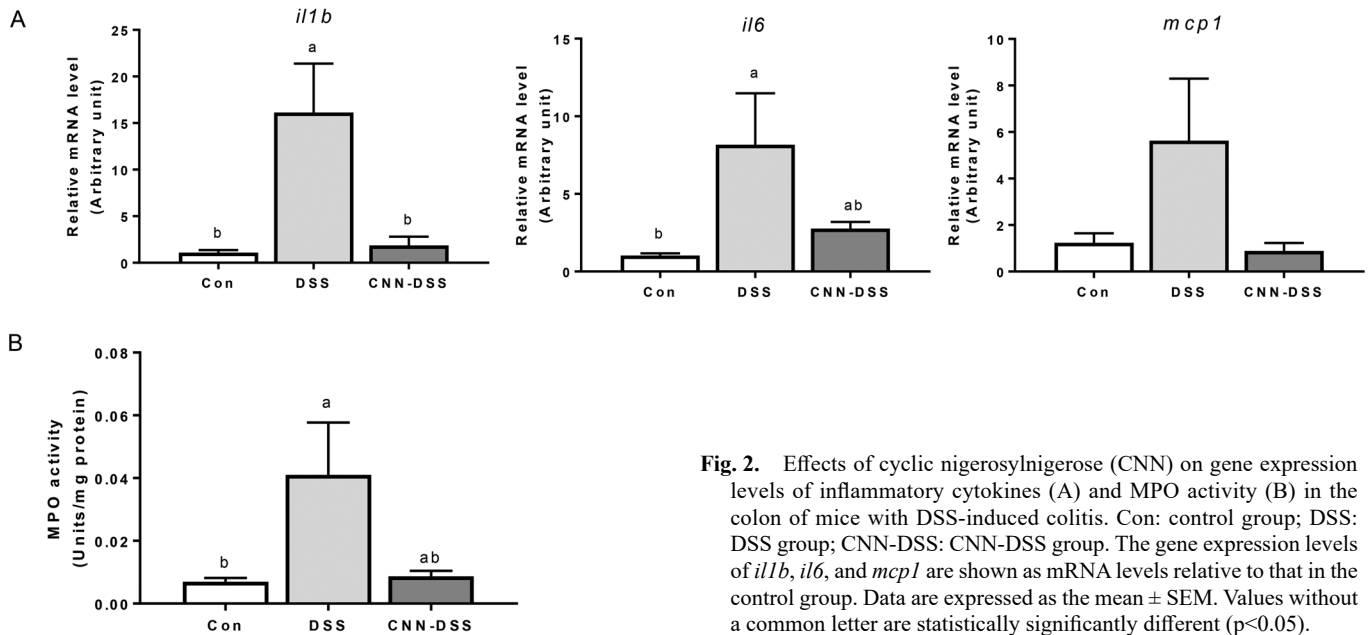 A
il1b
Relative mRNA level
(Arbitrary unit)
25
20
15
10
5
0
b
a
b
Con
DSS
CNN-DSS
il6
Relative mRNA level
(Arbitrary unit)
15
10
5
0
b
a
ab
Con
DSS
CNN-DSS
mcp1
Relative mRNA level
(Arbitrary unit)
10
8
6
4
2
0
Con
DSS
CNN-DSS
B
MPO activity
(Units/mg protein)
0.08
0.06
0.04
0.02
0.00
b
a
ab
Con
DSS
CNN-DSS
Fig. 2. Effects of cyclic nigerosylnigerose (CNN) on gene expression
levels of inflammatory cytokines (A) and MPO activity (B) in the
colon of mice with DSS-induced colitis. Con: control group; DSS:
DSS group; CNN-DSS: CNN-DSS group. The gene expression levels
of il1b, il6, and mcp1 are shown as mRNA levels relative to that in the
control group. Data are expressed as the mean ± SEM. Values without
a common letter are statistically significantly different (p<0.05).